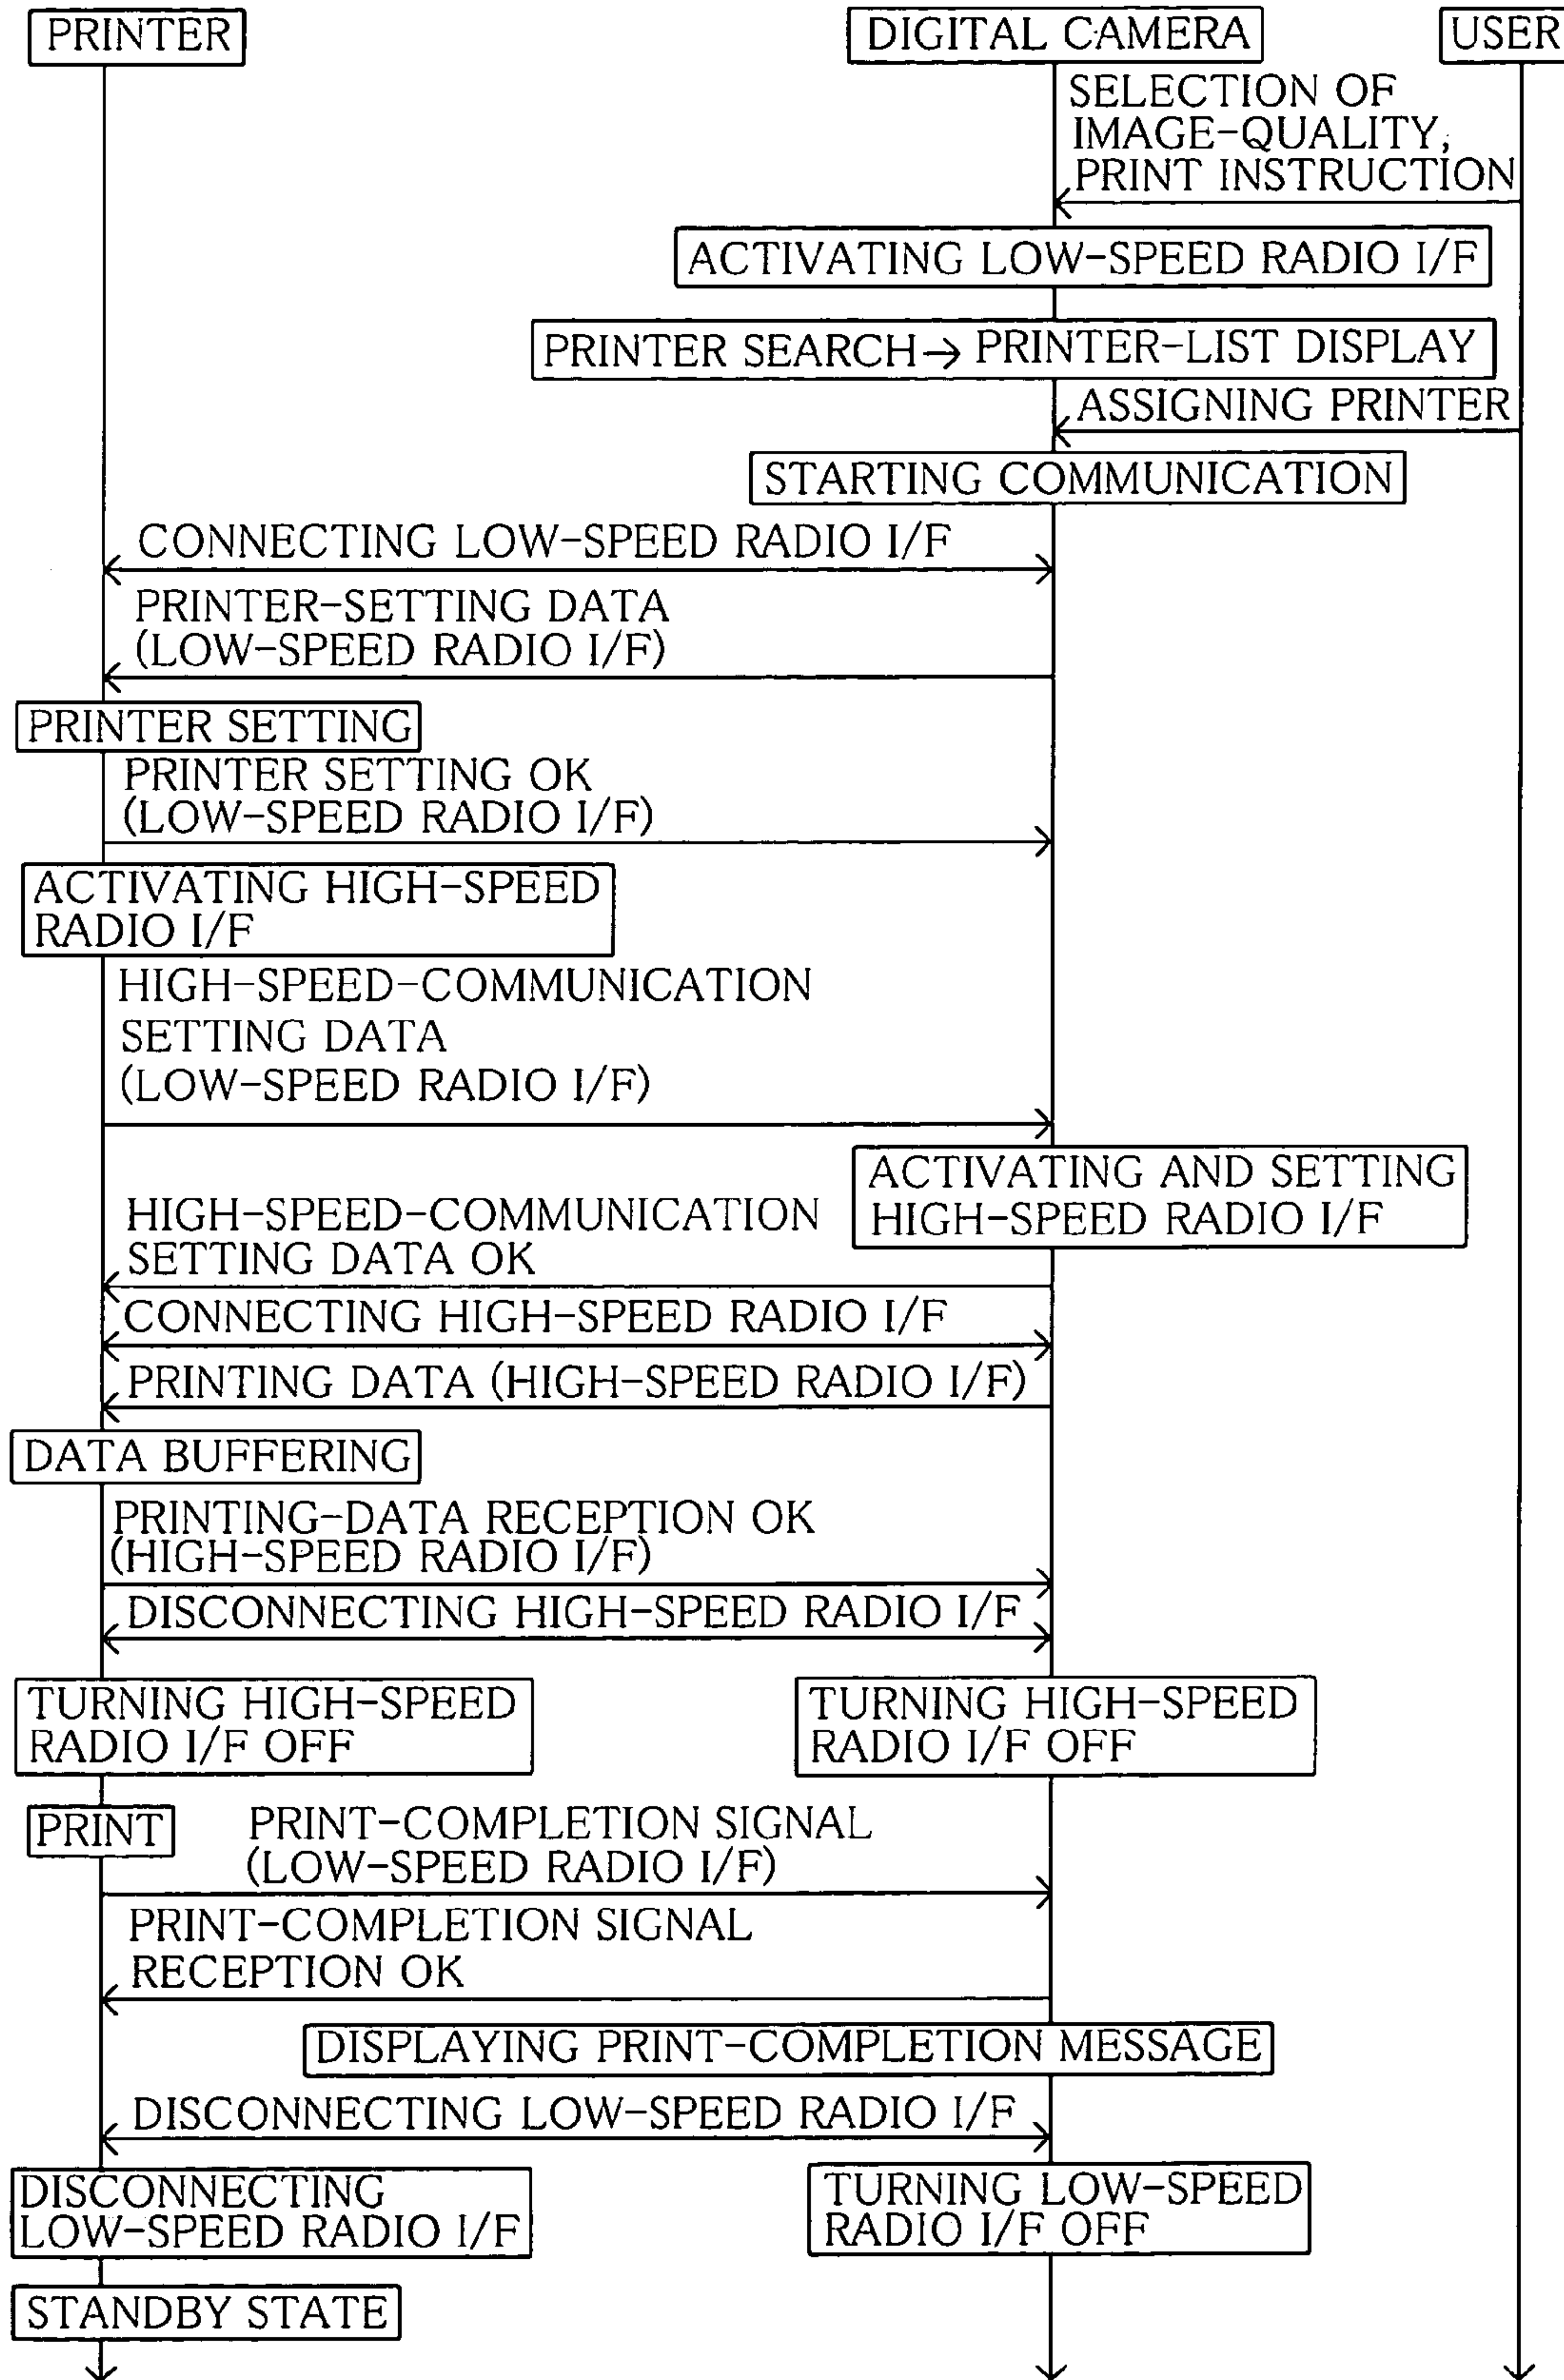 PRINTER
DIGITAL CAMERA
USER
SELECTION OF
IMAGE-QUALITY,
PRINT INSTRUCTION
ACTIVATING LOW-SPEED RADIO I/F
PRINTER SEARCH→ PRINTER-LIST DISPLAY
ASSIGNING PRINTER
STARTING COMMUNICATION
CONNECTING LOW-SPEED RADIO I/F
PRINTER-SETTING DATA
(LOW-SPEED RADIO I/F)
PRINTER SETTING
PRINTER SETTING OK
(LOW-SPEED RADIO I/F)
ACTIVATING HIGH-SPEED
RADIO I/F
HIGH-SPEED-COMMUNICATION
SETTING DATA
(LOW-SPEED RADIO I/F)
ACTIVATING AND SETTING
HIGH-SPEED RADIO I/F
HIGH-SPEED-COMMUNICATION
SETTING DATA OK
CONNECTING HIGH-SPEED RADIO I/F
PRINTING DATA (HIGH-SPEED RADIO I/F)
DATA BUFFERING
PRINTING-DATA RECEPTION OK
(HIGH-SPEED RADIO I/F)
DISCONNECTING HIGH-SPEED RADIO I/F
TURNING HIGH-SPEED
RADIO I/F OFF
TURNING HIGH-SPEED
RADIO I/F OFF
PRINT
PRINT-COMPLETION SIGNAL
(LOW-SPEED RADIO I/F)
PRINT-COMPLETION SIGNAL
RECEPTION OK
DISPLAYING PRINT-COMPLETION MESSAGE
DISCONNECTING LOW-SPEED RADIO I/F
DISCONNECTING
LOW-SPEED RADIO I/F
TURNING LOW-SPEED
RADIO I/F OFF
STANDBY STATE